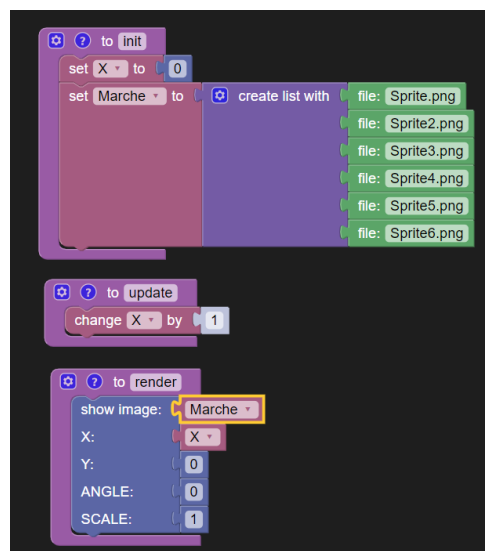 ? to init
set X to 0
set Marche to create list with file: Sprite.png
file: Sprite2.png
file: Sprite3.png
file: Sprite4.png
file: Sprite5.png
file: Sprite6.png
? to update
change X by 1
? to render
show image: Marche
X: X
Y: 0
ANGLE: 0
SCALE: 1